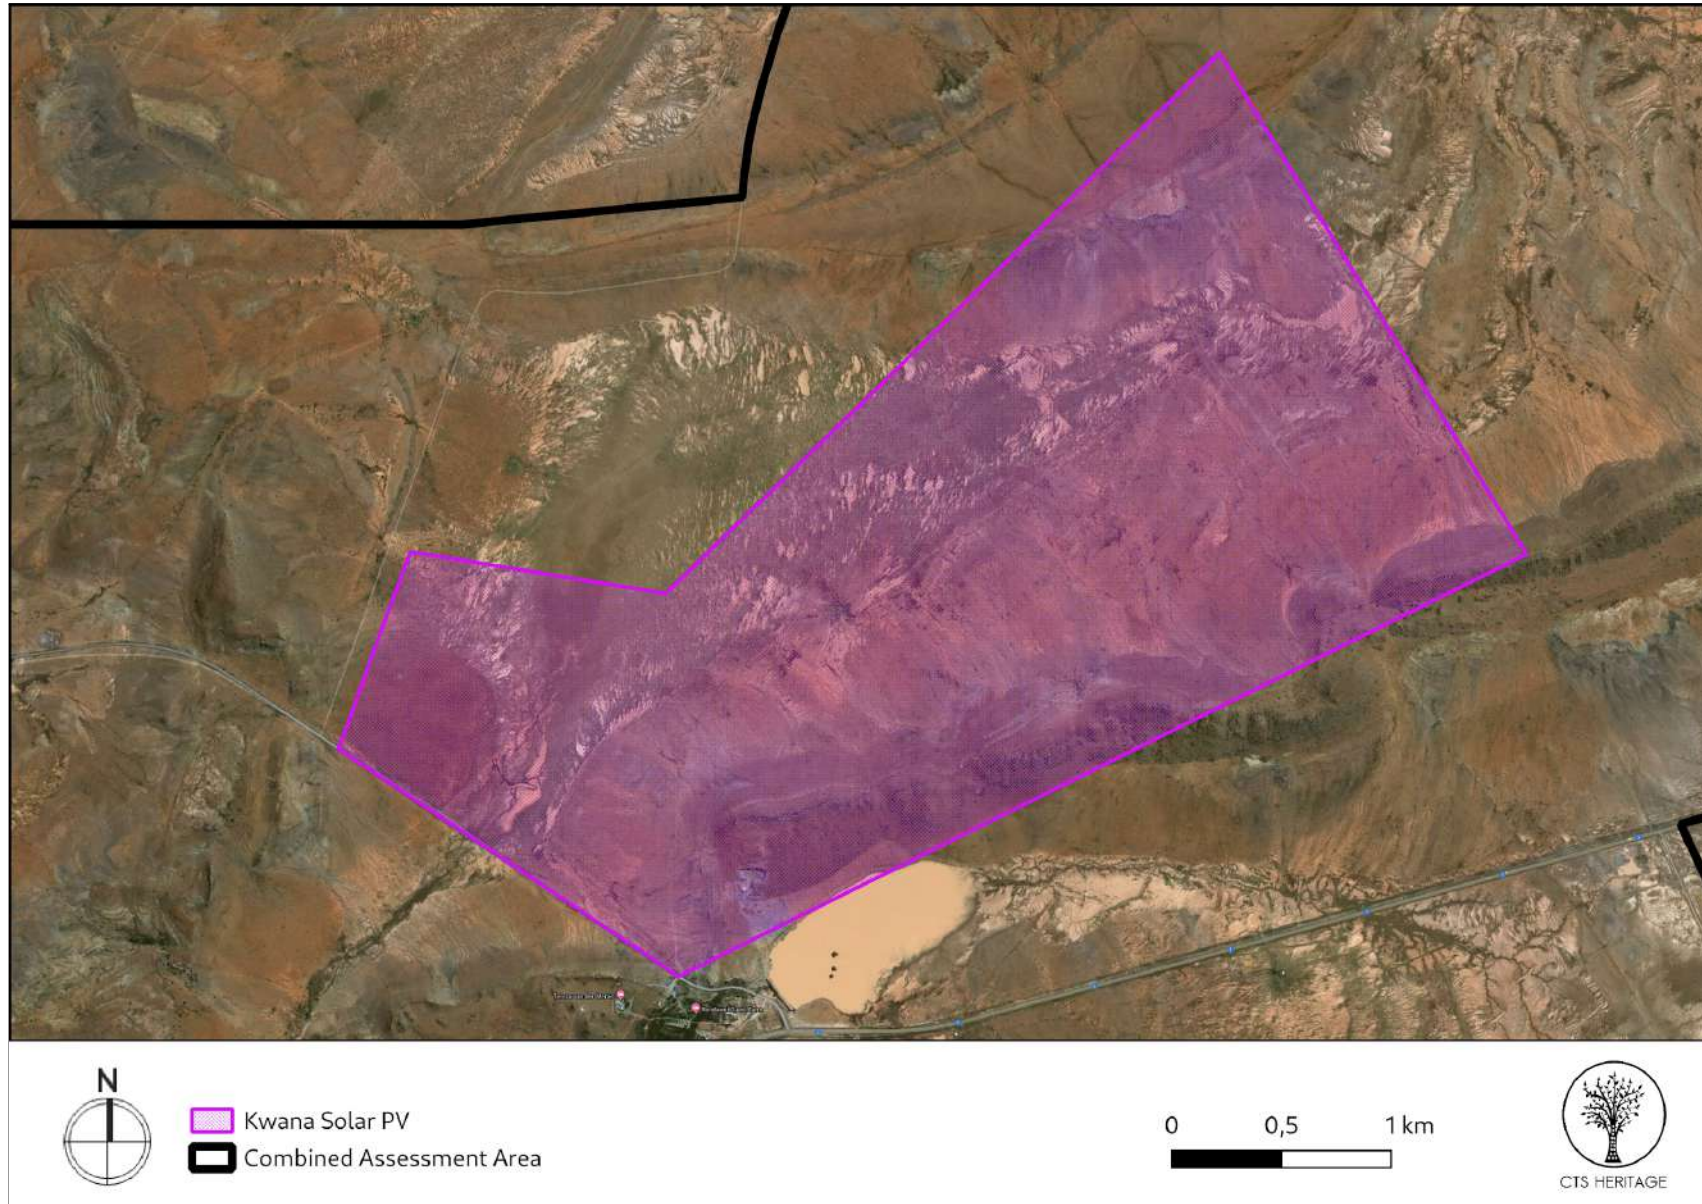 N
Kwana Solar PV
Combined Assessment Area
0 0,5 1 km
CTS HERITAGE